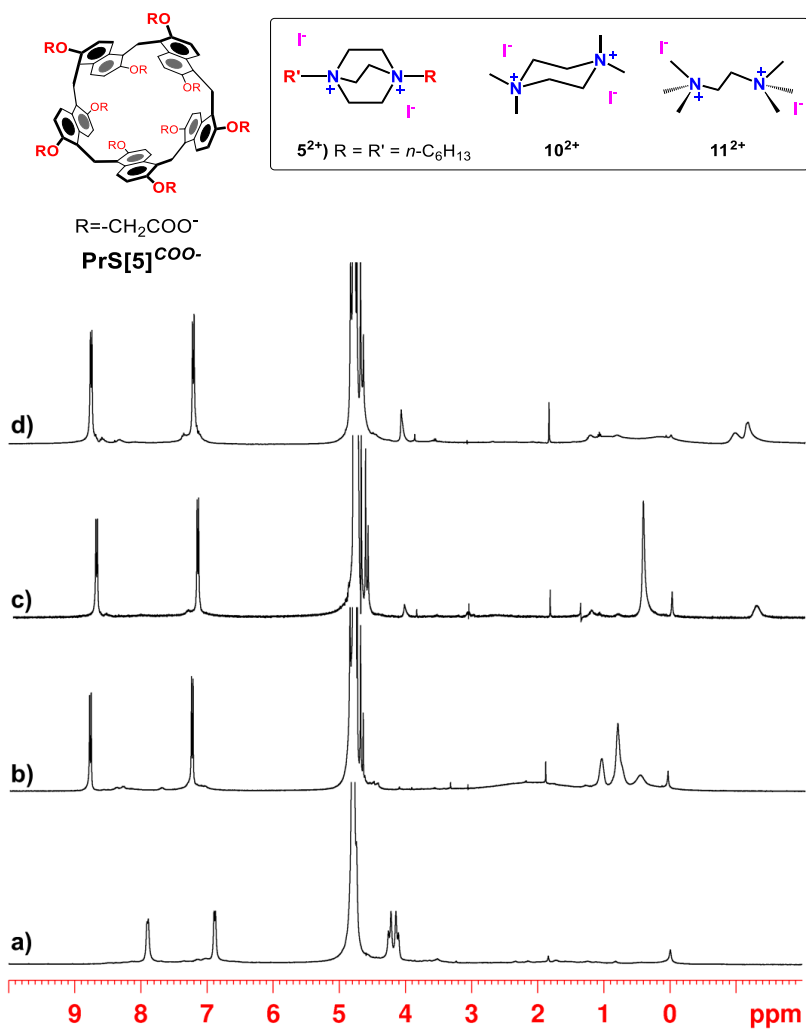 RO
RO
OR
RO
OR
RO
RO
RO
OR
OR
R=-CH₂COO⁻
PrS[5]ᶜᴼᴼ⁻
I⁻
R'
N
+
N
+
R
I⁻
5²⁺) R = R' = n-C₆H₁₃
I⁻
N
+
N
+
I⁻
10²⁺
I⁻
N
+
N
+
I⁻
11²⁺
d)
c)
b)
a)
9 8 7 6 5 4 3 2 1 0 ppm